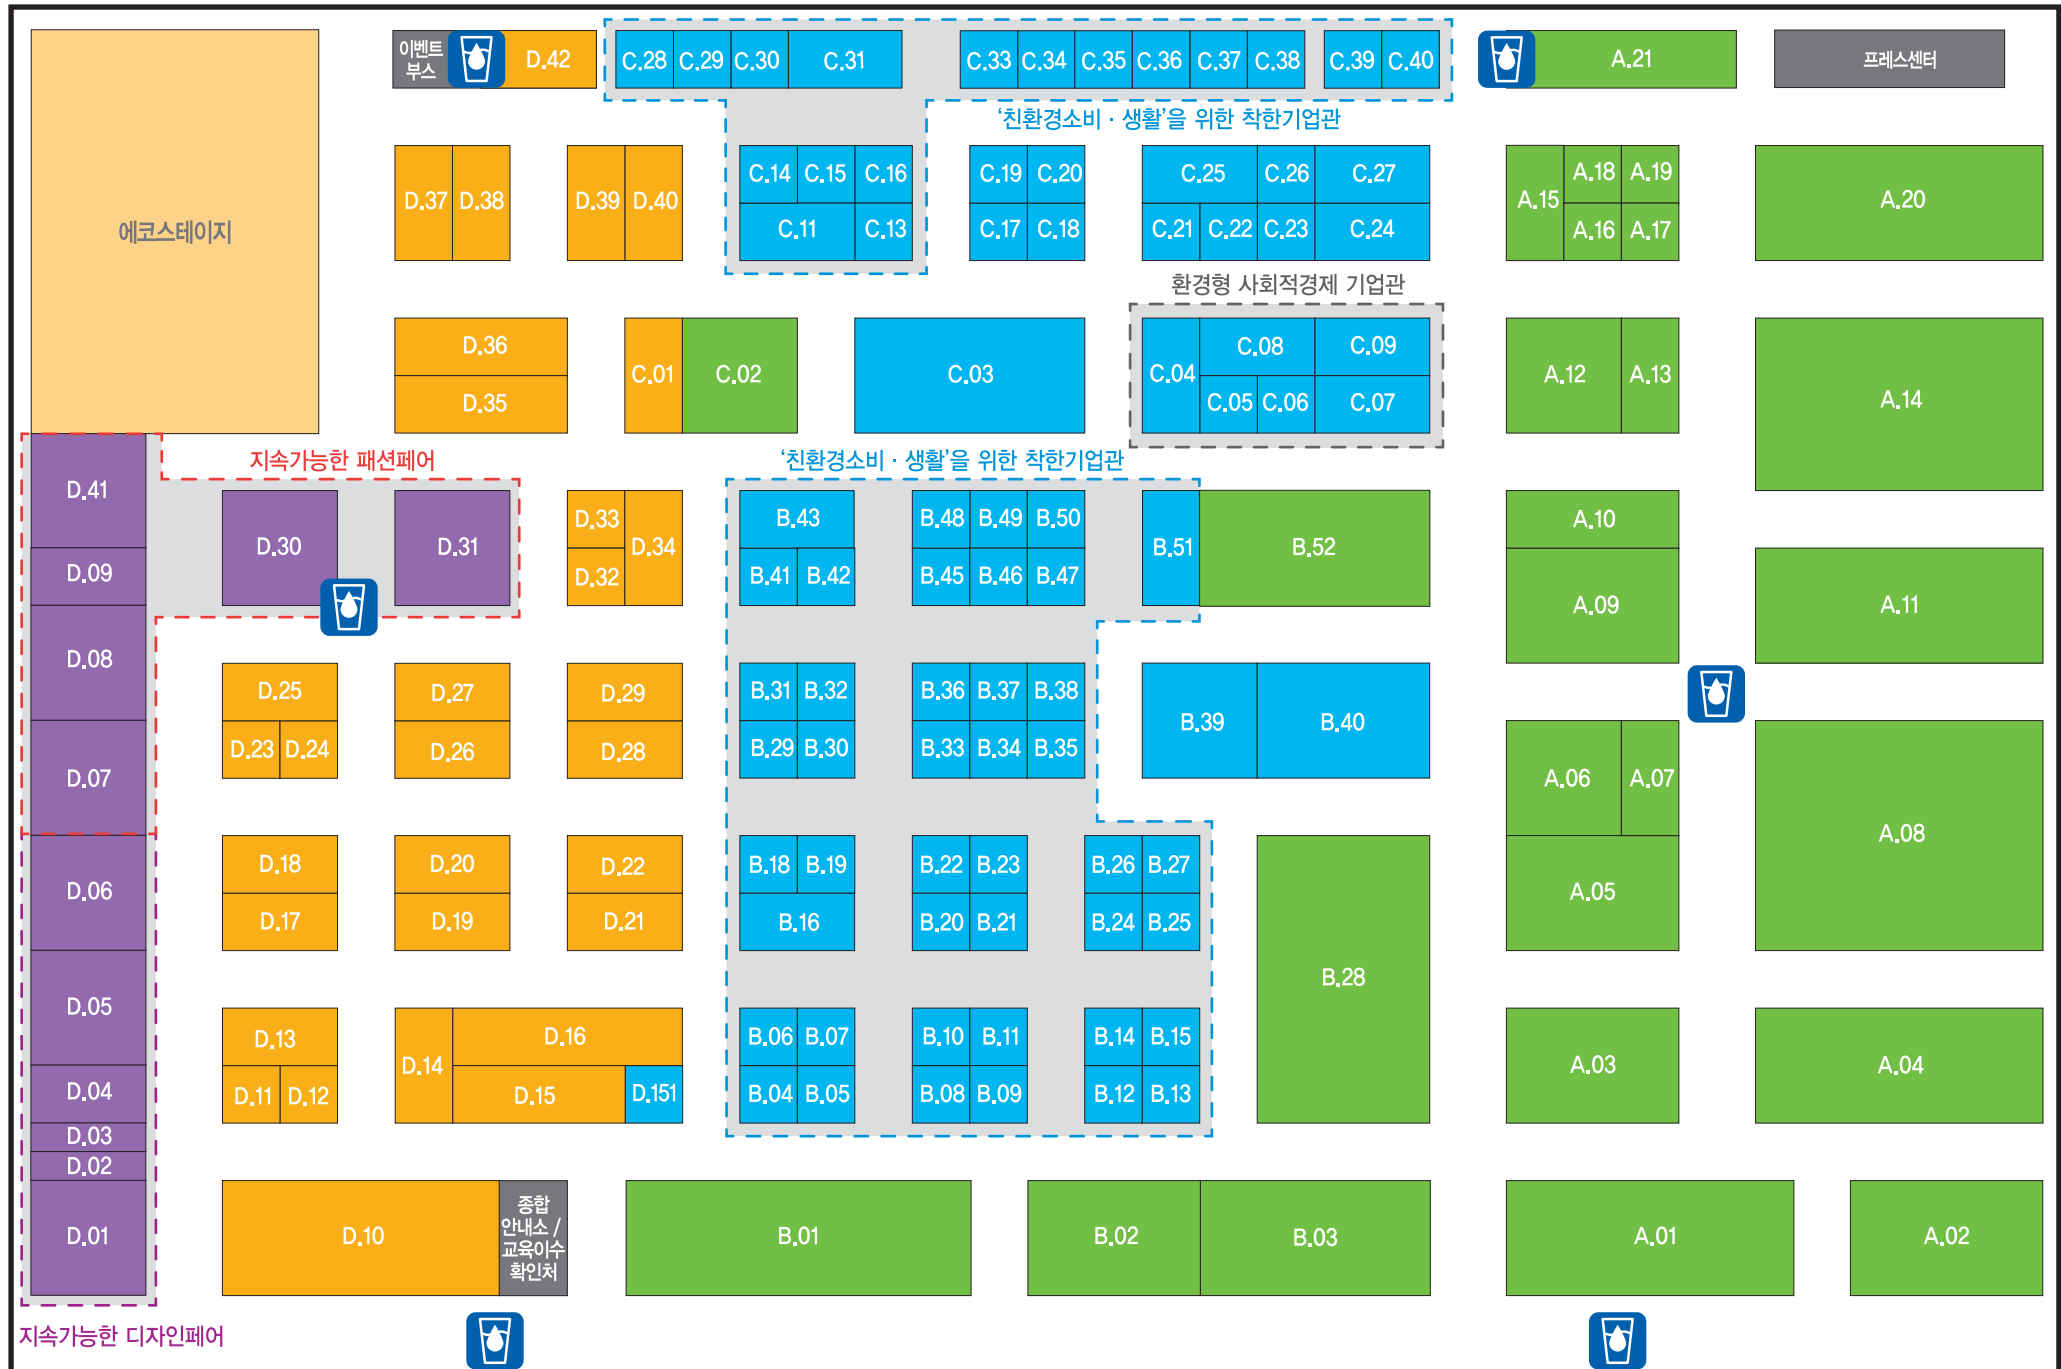 이벤트
부스
D.42
C.28 C.29 C.30 C.31 C.33 C.34 C.35 C.36 C.37 C.38 C.39 C.40
A.21
프레스센터
'친환경소비 · 생활'을 위한 착한기업관
에코스테이지
D.37 D.38 D.39 D.40
C.14 C.15 C.16
C.11 C.13
C.19 C.20
C.17 C.18
C.25 C.26 C.27
C.21 C.22 C.23 C.24
A.15
A.18 A.19
A.16 A.17
A.20
환경형 사회적경제 기업관
D.36
D.35
C.01 C.02
C.03
C.04
C.08 C.09
C.05 C.06 C.07
A.12 A.13
A.14
지속가능한 패션페어
'친환경소비 · 생활'을 위한 착한기업관
D.41
D.09
D.08
D.07
D.30
D.31
D.33
D.32
D.34
B.43
B.41 B.42
B.48 B.49 B.50
B.45 B.46 B.47
B.51
B.52
A.10
A.09
A.11
D.25
D.23 D.24
D.27
D.26
D.29
D.28
B.31 B.32
B.29 B.30
B.36 B.37 B.38
B.33 B.34 B.35
B.39 B.40
A.06 A.07
A.05
A.08
D.06
D.05
D.04
D.03
D.02
D.01
D.18
D.17
D.20
D.19
D.22
D.21
B.18 B.19
B.16
B.22 B.23
B.20 B.21
B.26 B.27
B.24 B.25
B.28
D.13
D.11 D.12
D.14
D.16
D.15 D.151
B.06 B.07
B.04 B.05
B.10 B.11
B.08 B.09
B.14 B.15
B.12 B.13
A.03
A.04
D.10
종합
안내소 /
교육이수
확인처
B.01
B.02 B.03
A.01
A.02
지속가능한 디자인페어